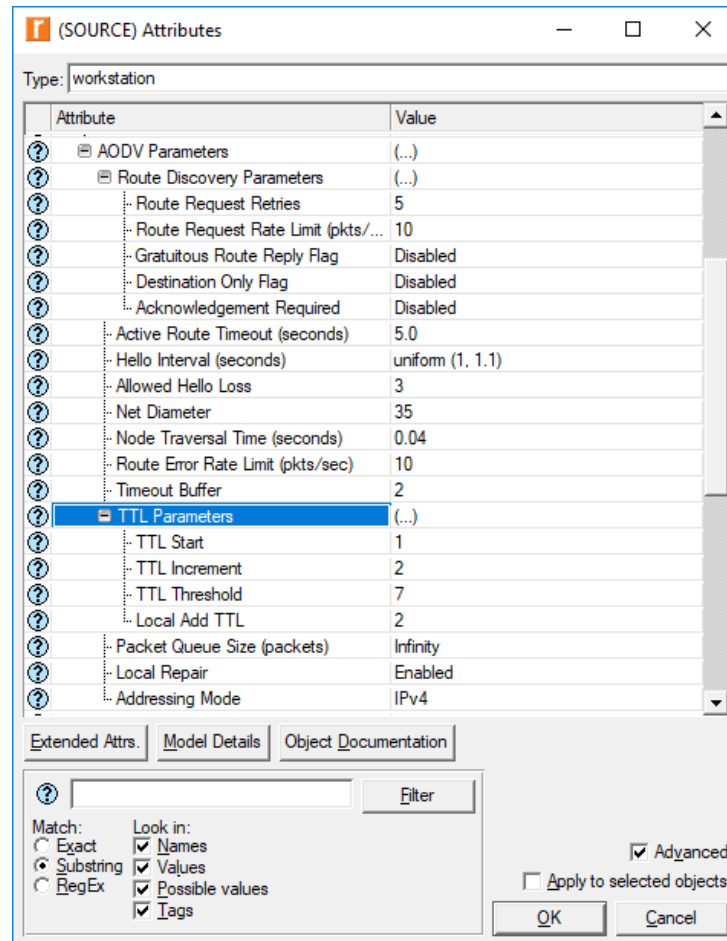 (SOURCE) Attributes
Type: workstation
Attribute Value
AODV Parameters (...)
Route Discovery Parameters (...)
Route Request Retries 5
Route Request Rate Limit (pkts/... 10
Gratuitous Route Reply Flag Disabled
Destination Only Flag Disabled
Acknowledgement Required Disabled
Active Route Timeout (seconds) 5.0
Hello Interval (seconds) uniform (1, 1.1)
Allowed Hello Loss 3
Net Diameter 35
Node Traversal Time (seconds) 0.04
Route Error Rate Limit (pkts/sec) 10
Timeout Buffer 2
TTL Parameters (...)
TTL Start 1
TTL Increment 2
TTL Threshold 7
Local Add TTL 2
Packet Queue Size (packets) Infinity
Local Repair Enabled
Addressing Mode IPv4
Extended Attrs. Model Details Object Documentation
Filter
Match: Look in:
Exact Names
Substring Values
RegEx Possible values
Tags
Advanced
Apply to selected objects
OK Cancel